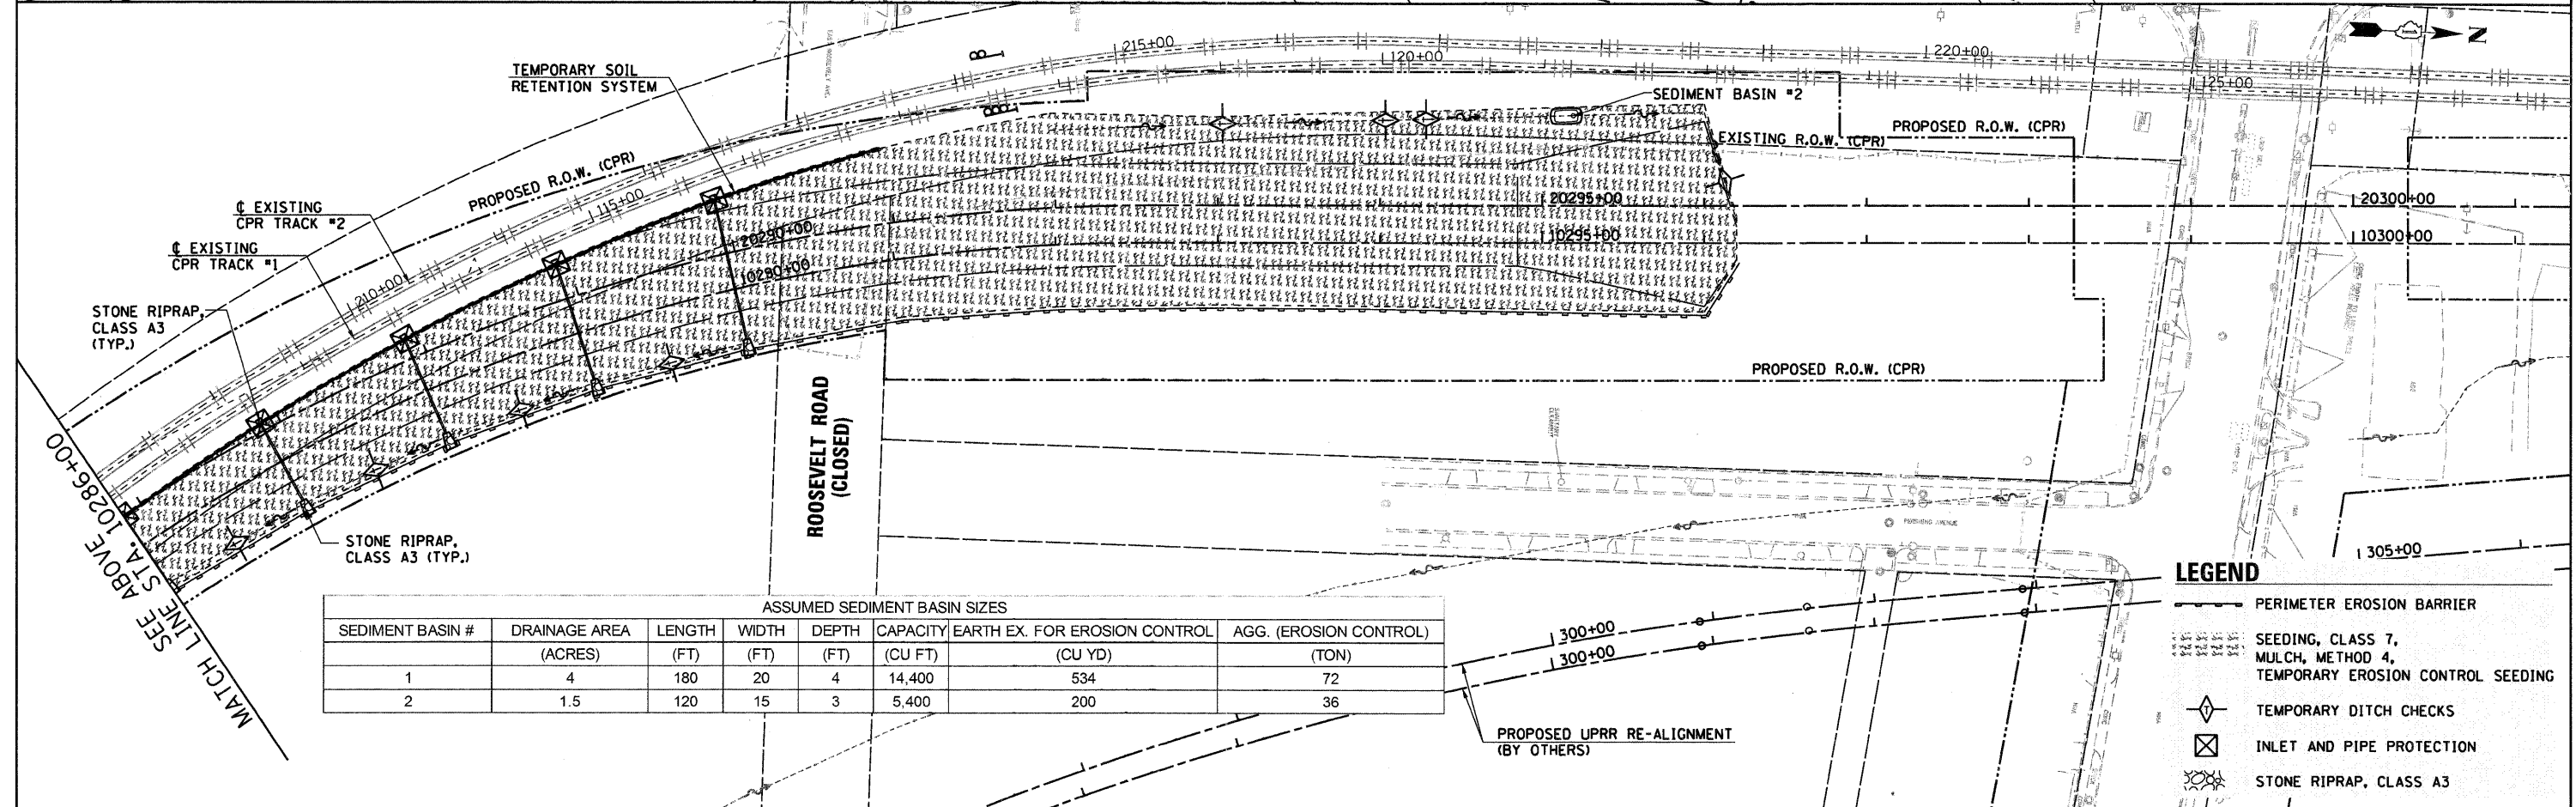 215+00
120+00
220+00
125+00
N
TEMPORARY SOIL
RETENTION SYSTEM
SEDIMENT BASIN #2
PROPOSED R.O.W. (CPR)
EXISTING R.O.W. (CPR)
PROPOSED R.O.W. (CPR)
115+00
℄ EXISTING
CPR TRACK #2
℄ EXISTING
CPR TRACK #1
210+00
20290+00
10290+00
20295+00
10295+00
20300+00
10300+00
STONE RIPRAP,
CLASS A3
(TYP.)
PROPOSED R.O.W. (CPR)
ROOSEVELT ROAD
(CLOSED)
SEE ABOVE
MATCH LINE STA. 10286+00
STONE RIPRAP,
CLASS A3 (TYP.)
PERSHING AVENUE
305+00
300+00
300+00
PROPOSED UPRR RE-ALIGNMENT
(BY OTHERS)
ASSUMED SEDIMENT BASIN SIZES
SEDIMENT BASIN # DRAINAGE AREA LENGTH WIDTH DEPTH CAPACITY EARTH EX. FOR EROSION CONTROL AGG. (EROSION CONTROL)
(ACRES) (FT) (FT) (FT) (CU FT) (CU YD) (TON)
1 4 180 20 4 14,400 534 72
2 1.5 120 15 3 5,400 200 36
LEGEND
PERIMETER EROSION BARRIER
SEEDING, CLASS 7,
MULCH, METHOD 4,
TEMPORARY EROSION CONTROL SEEDING
TEMPORARY DITCH CHECKS
INLET AND PIPE PROTECTION
STONE RIPRAP, CLASS A3